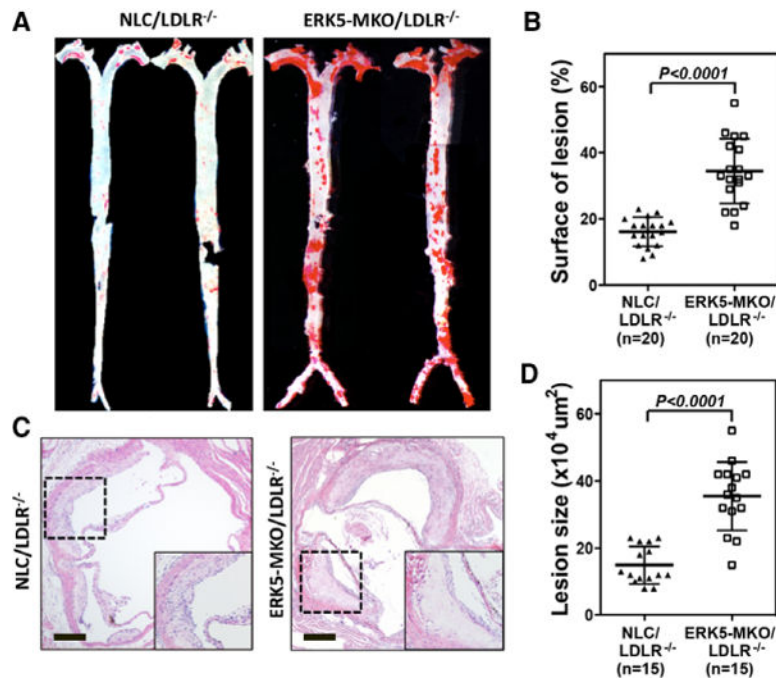 A
NLC/LDLR⁻/⁻
ERK5-MKO/LDLR⁻/⁻
B
Surface of lesion (%)
60
40
20
0
P<0.0001
NLC/
LDLR⁻/⁻
(n=20)
ERK5-MKO/
LDLR⁻/⁻
(n=20)
C
NLC/LDLR⁻/⁻
ERK5-MKO/LDLR⁻/⁻
D
Lesion size (x10⁴um²)
60
40
20
0
P<0.0001
NLC/
LDLR⁻/⁻
(n=15)
ERK5-MKO/
LDLR⁻/⁻
(n=15)